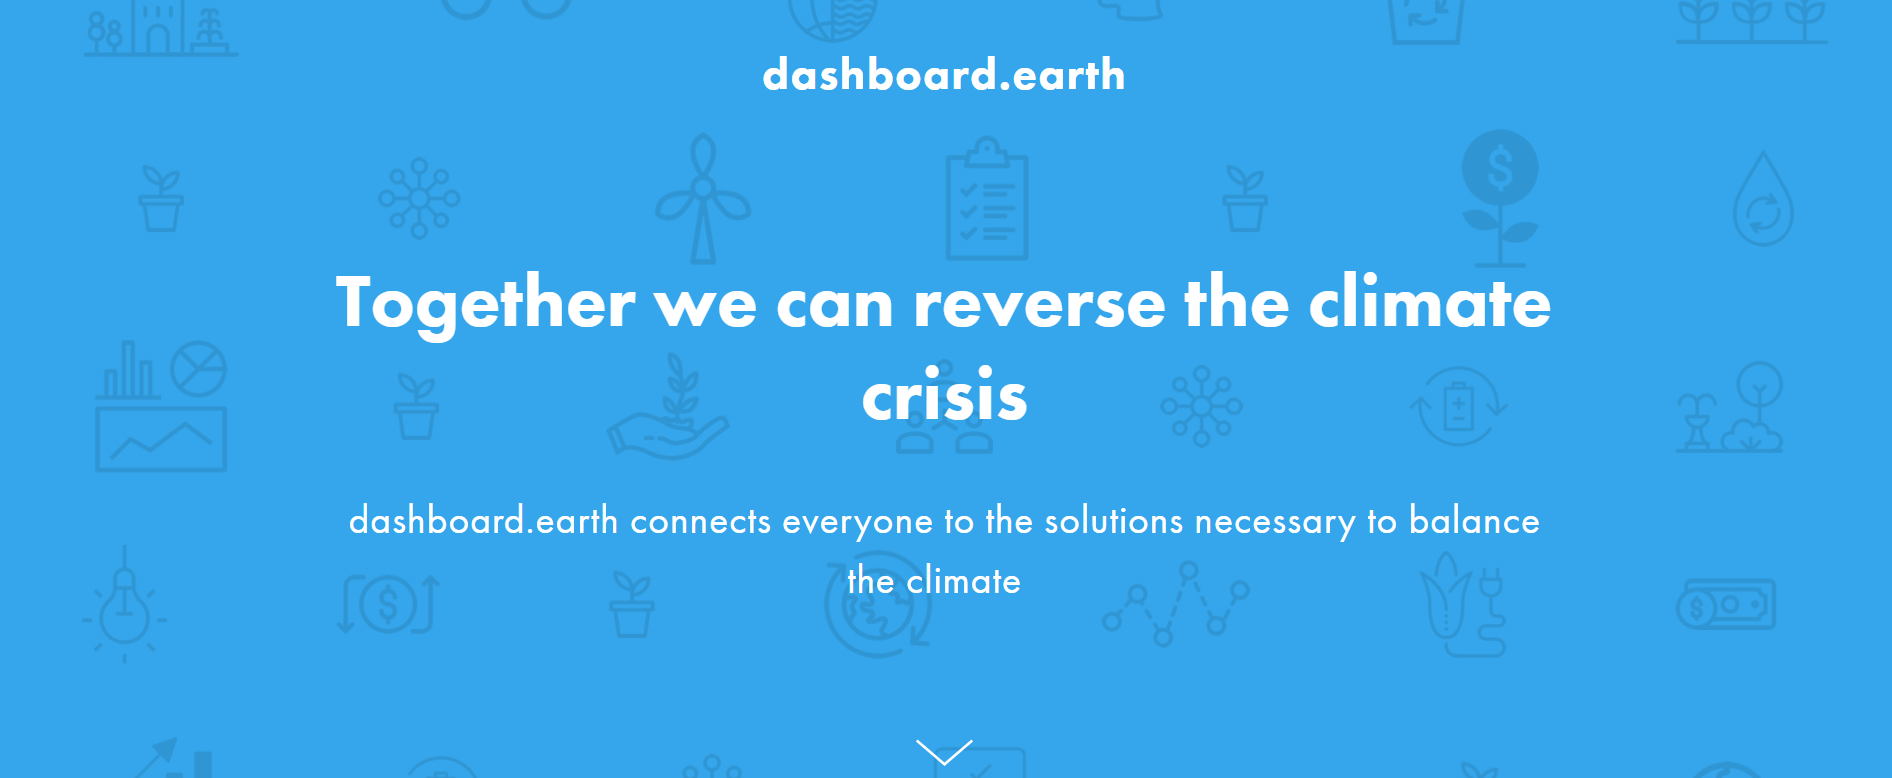 dashboard.earth
Together we can reverse the climate
crisis
dashboard.earth connects everyone to the solutions necessary to balance
the climate